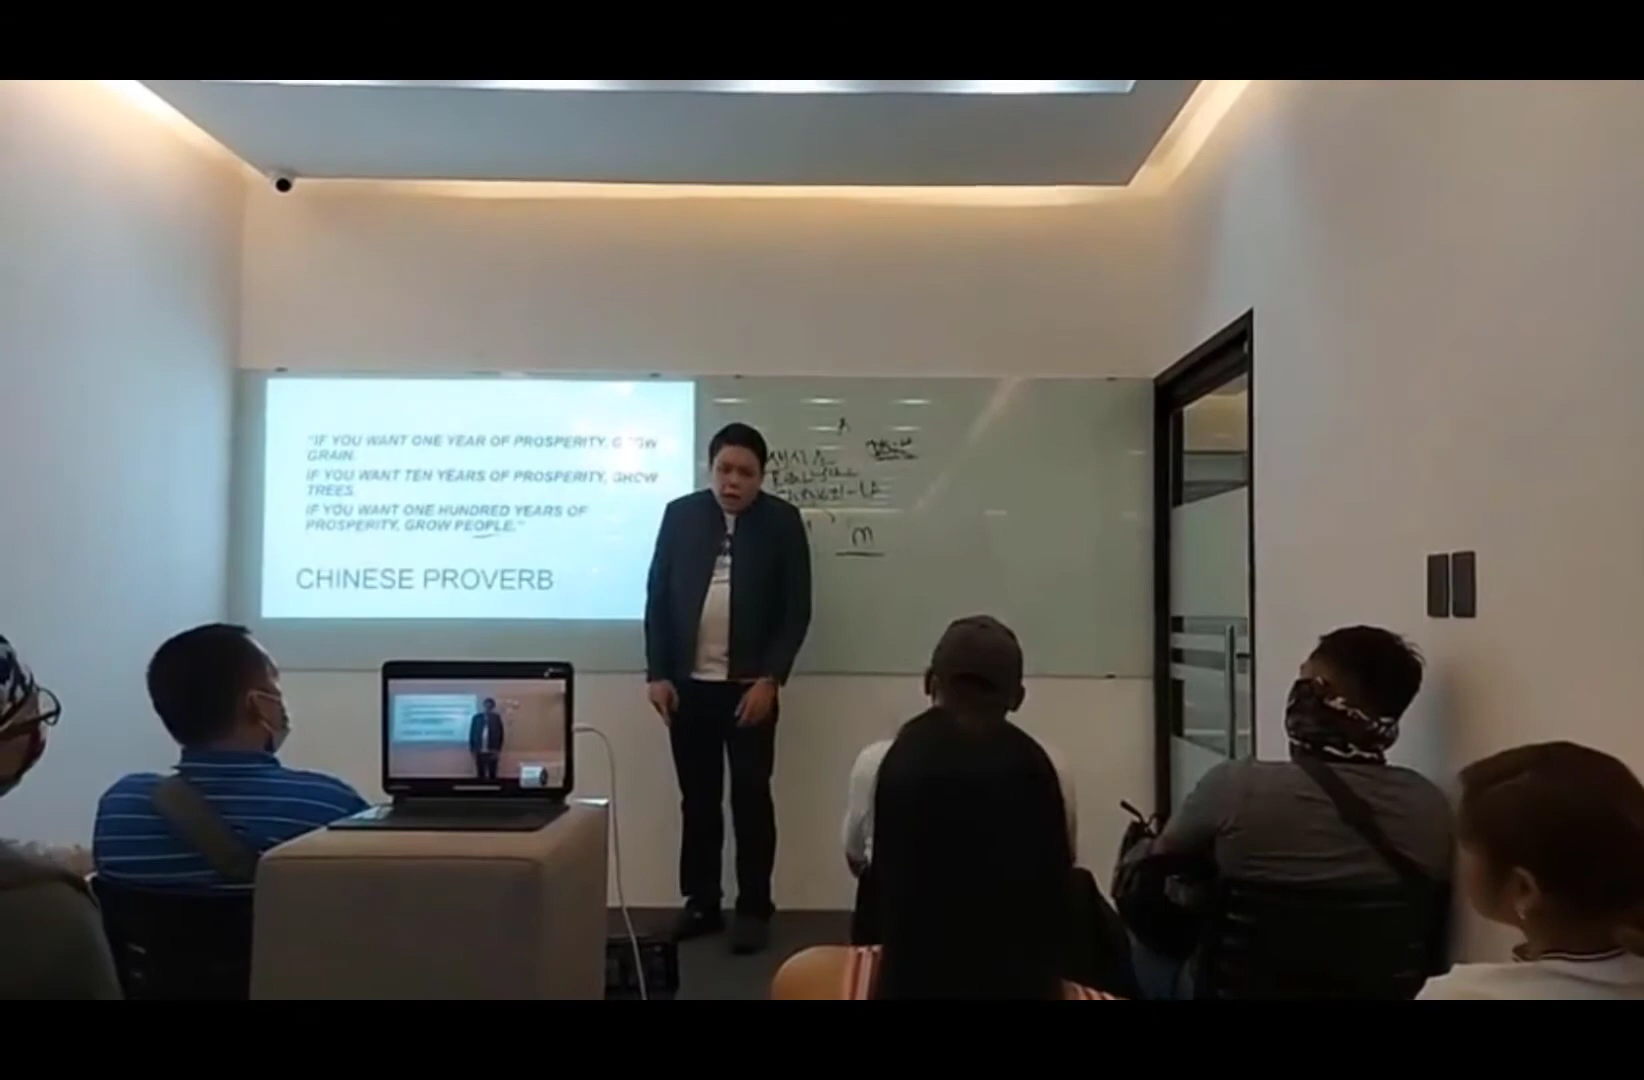 "IF YOU WANT ONE YEAR OF PROSPERITY, GROW
GRAIN.
IF YOU WANT TEN YEARS OF PROSPERITY, GROW
TREES.
IF YOU WANT ONE HUNDRED YEARS OF
PROSPERITY, GROW PEOPLE."
CHINESE PROVERB
M